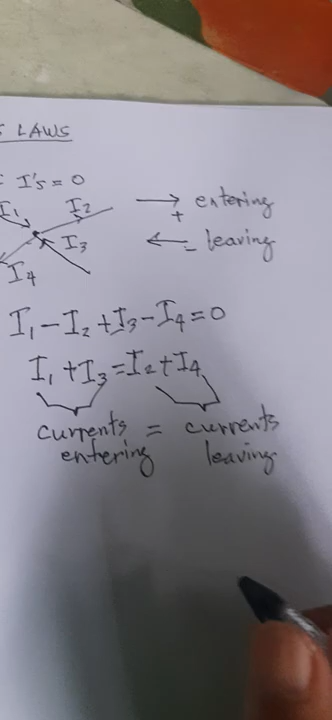 LAWS
I's = 0
I₁ I₂ → + entering
I₃ ← - leaving
I₄
I₁ - I₂ + I₃ - I₄ = 0
I₁ + I₃ = I₂ + I₄
currents = currents
entering leaving